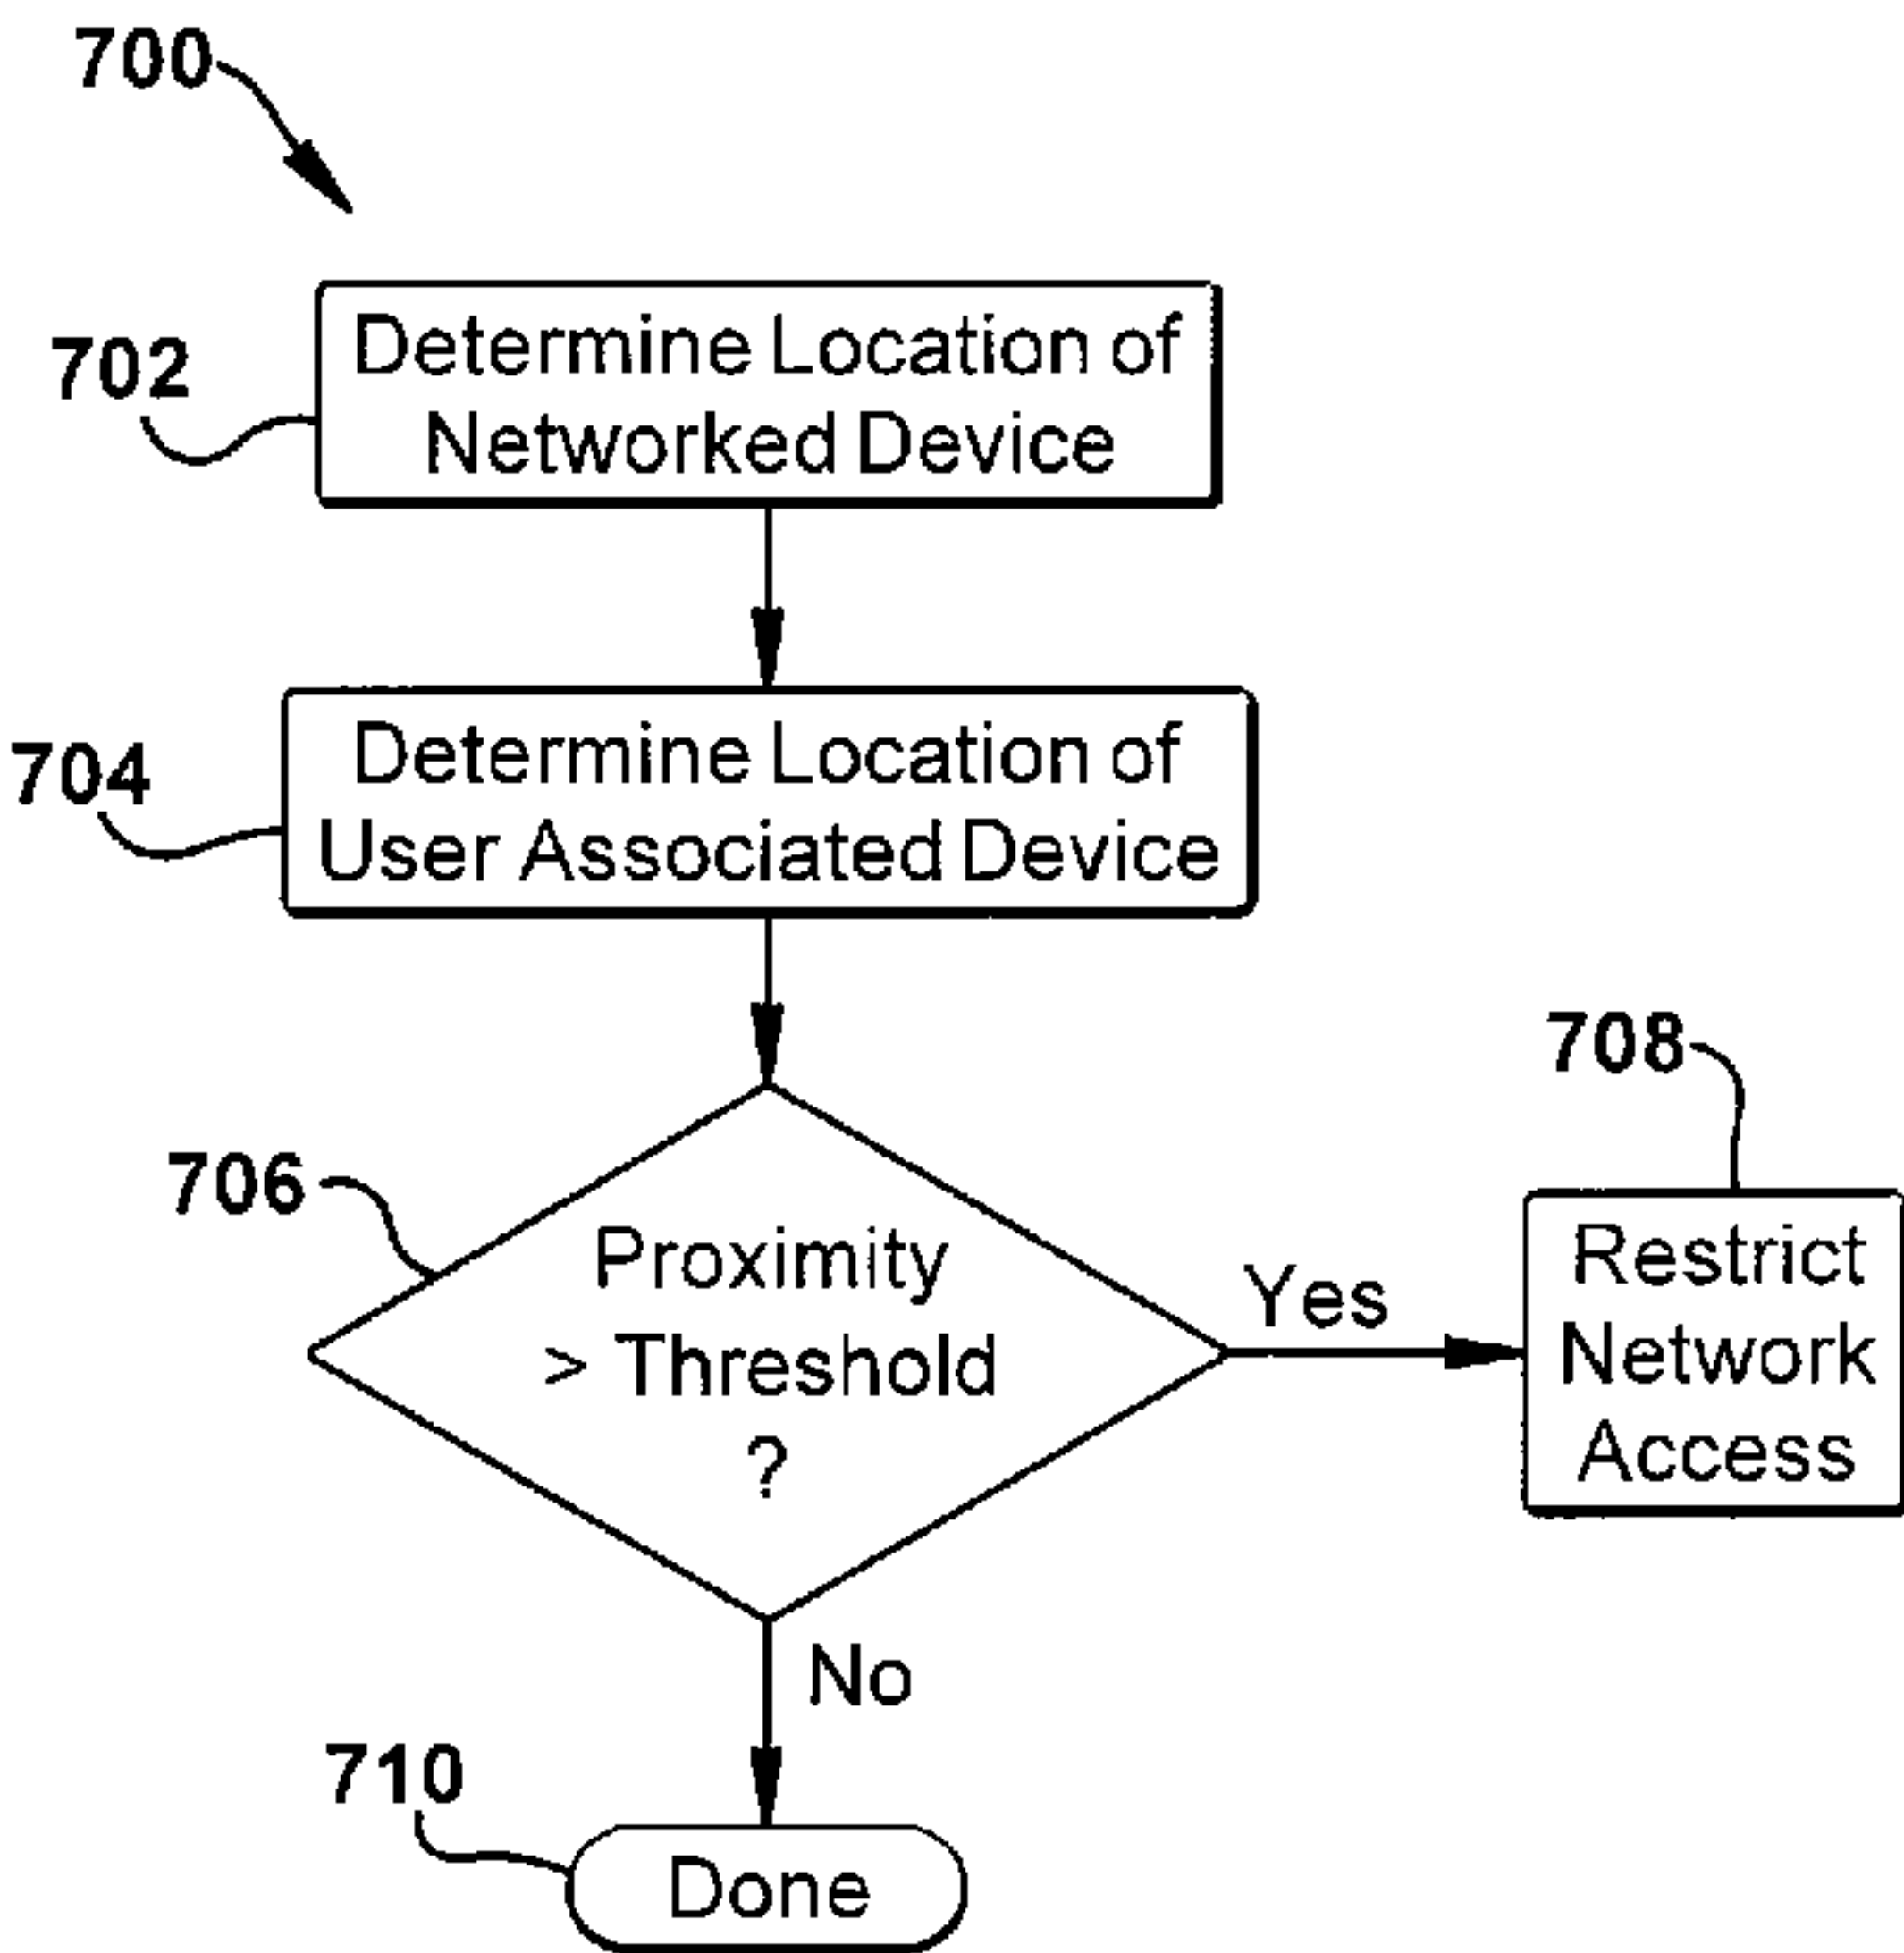 700
702
Determine Location of
Networked Device
704
Determine Location of
User Associated Device
706
Proximity
> Threshold
?
Yes
708
Restrict
Network
Access
No
710
Done